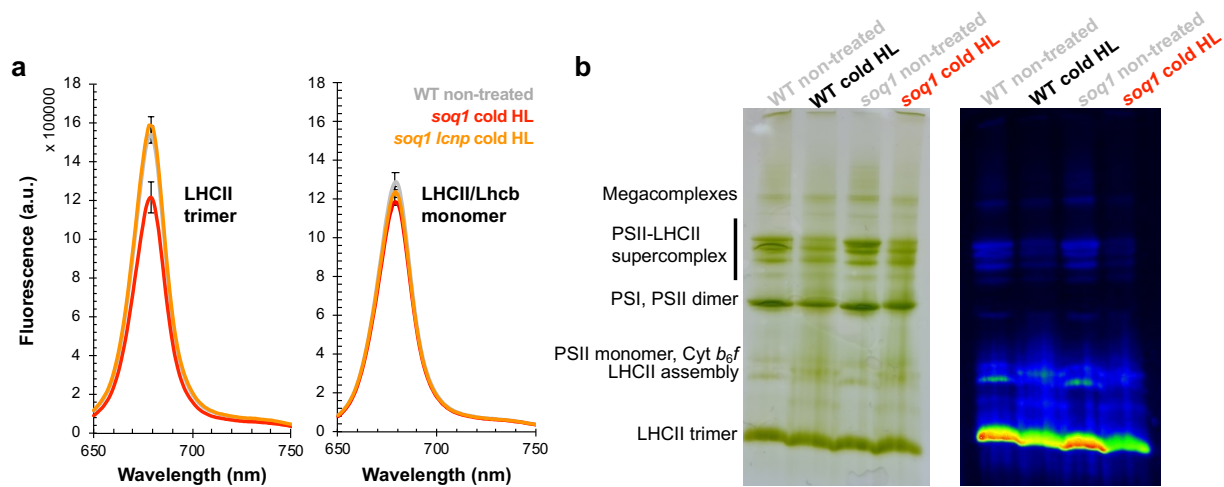 a
x 100000
Fluorescence (a.u.)
16
14
12
10
8
6
4
2
0
650
700
750
Wavelength (nm)
LHCII
trimer
18
16
14
12
10
8
6
4
2
0
650
700
750
Wavelength (nm)
WT non-treated
soq1 cold HL
soq1 lcnp cold HL
LHCII/Lhcb
monomer
b
WT non-treated
WT cold HL
soq1 non-treated
soq1 cold HL
WT non-treated
WT cold HL
soq1 non-treated
soq1 cold HL
Megacomplexes
PSII-LHCII
supercomplex
PSI, PSII dimer
PSII monomer, Cyt b6f
LHCII assembly
LHCII trimer